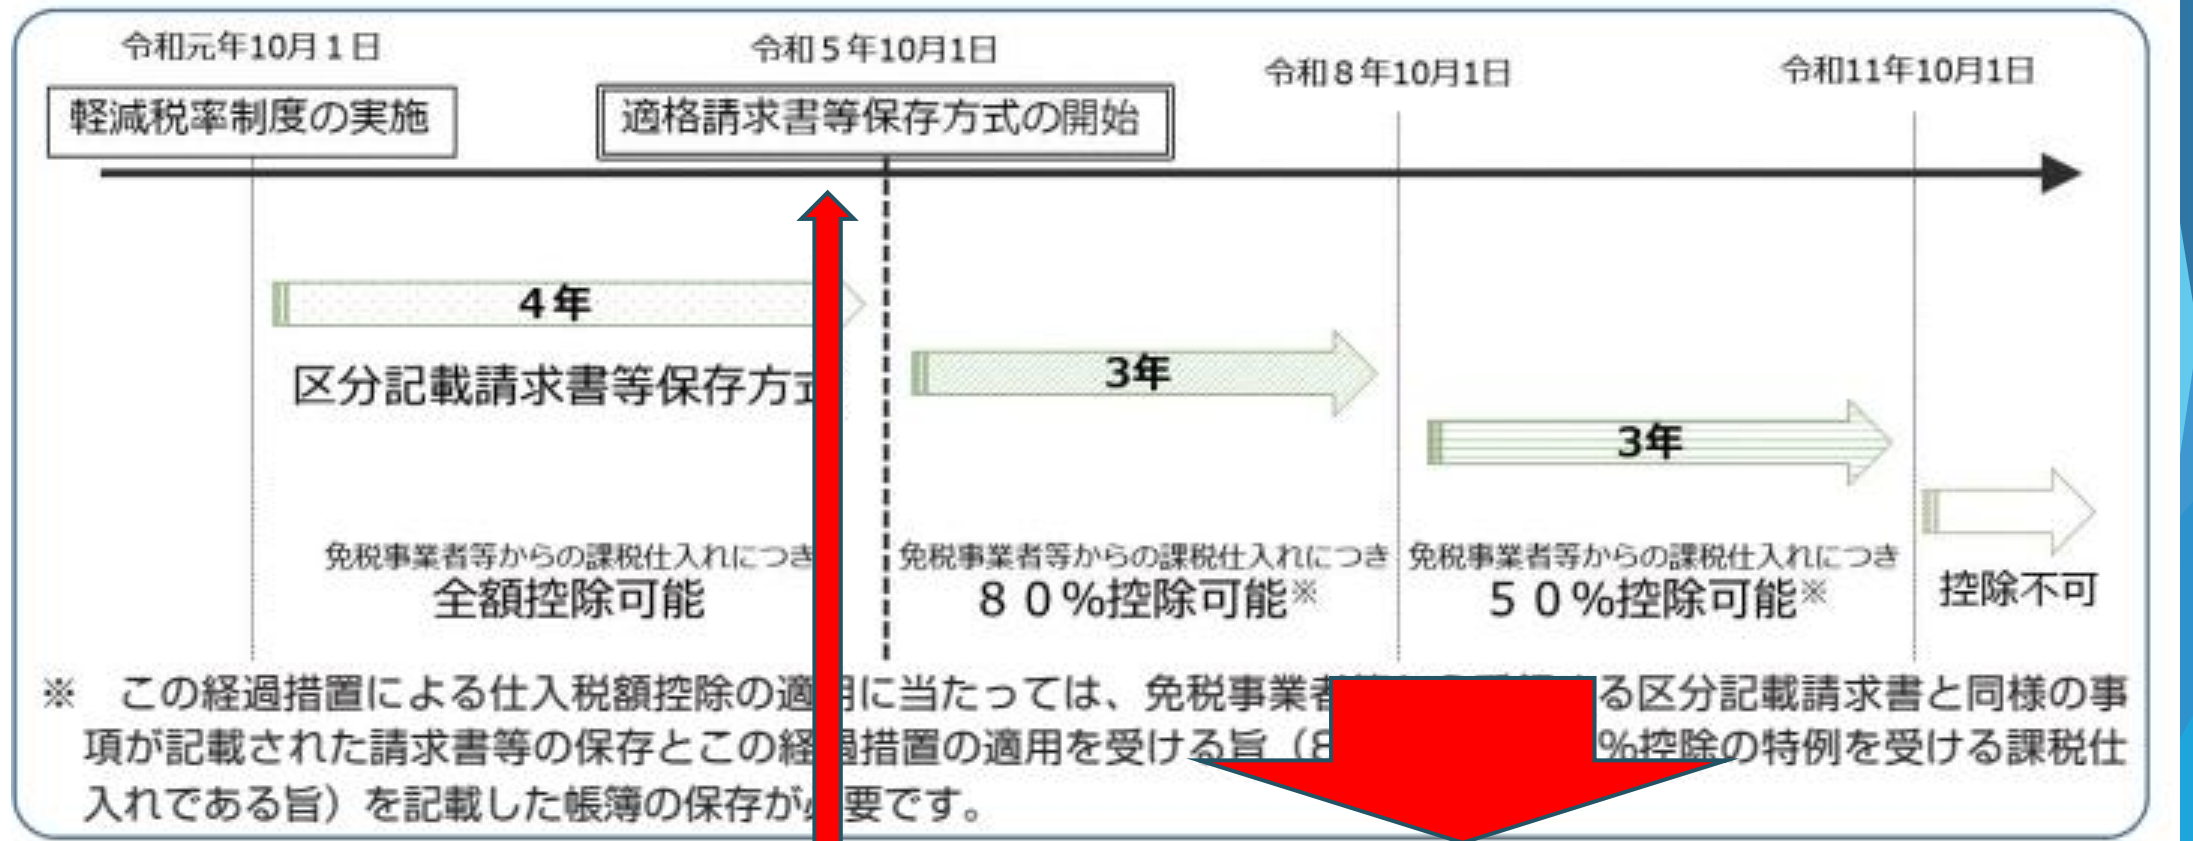 令和元年10月１日
令和５年10月1日
令和８年10月1日
令和11年10月1日
軽減税率制度の実施
適格請求書等保存方式の開始
４年
3年
3年
区分記載請求書等保存方
免税事業者等からの課税仕入れにつき
全額控除可能
免税事業者等からの課税仕入れにつき
８０％控除可能※
免税事業者等からの課税仕入れにつき
５０％控除可能※
控除不可
※　この経過措置による仕入税額控除の適用に当たっては、免税事業者 る区分記載請求書と同様の事
項が記載された請求書等の保存とこの経過措置の適用を受ける旨（8 %控除の特例を受ける課税仕
入れである旨）を記載した帳簿の保存が必要です。